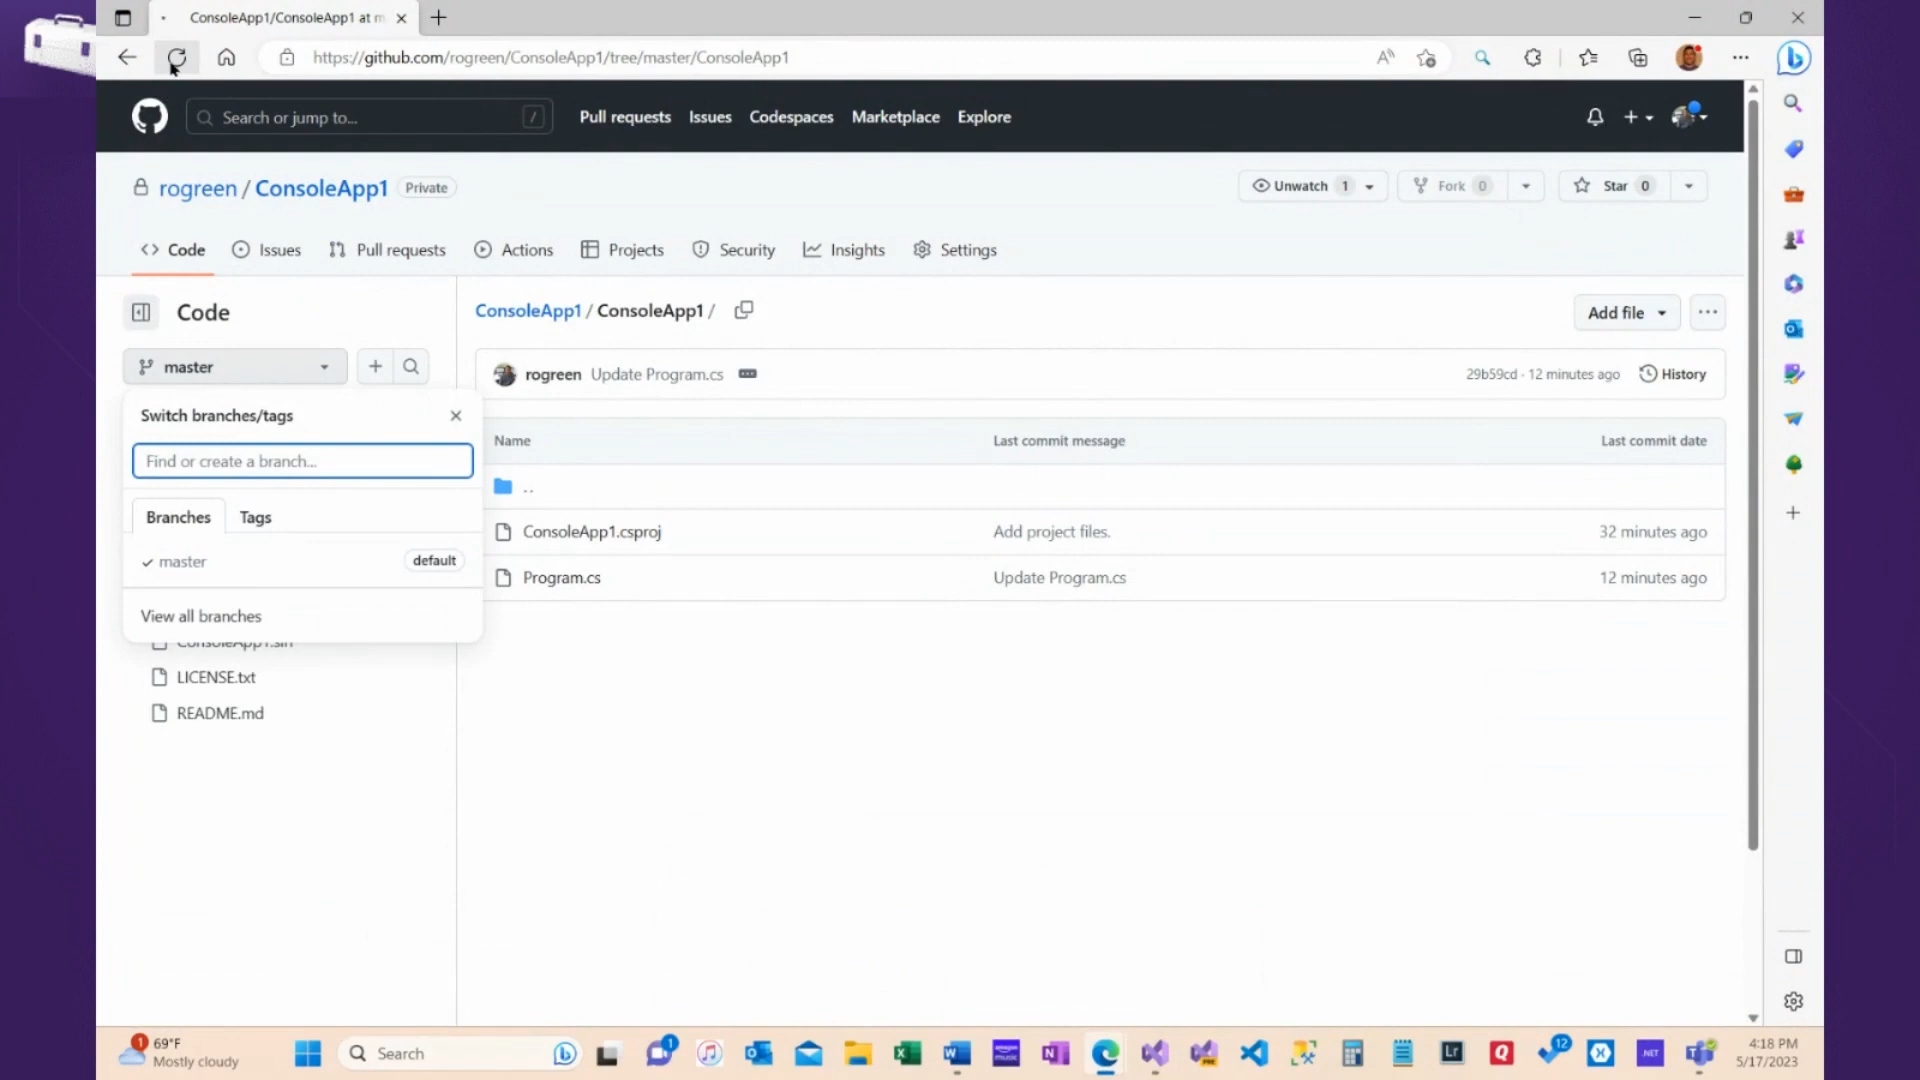 ConsoleApp1/ConsoleApp1 at m
https://github.com/rogreen/ConsoleApp1/tree/master/ConsoleApp1
Search or jump to... /
Pull requests Issues Codespaces Marketplace Explore
rogreen / ConsoleApp1 Private
Unwatch 1 Fork 0 Star 0
Code Issues Pull requests Actions Projects Security Insights Settings
Code
ConsoleApp1 / ConsoleApp1 /
Add file
master
rogreen Update Program.cs
29b59cd · 12 minutes ago History
Switch branches/tags
Find or create a branch...
Branches Tags
master default
View all branches
Name Last commit message Last commit date
..
ConsoleApp1.csproj Add project files. 32 minutes ago
Program.cs Update Program.cs 12 minutes ago
ConsoleApp1.sln
LICENSE.txt
README.md
1 69°F
Mostly cloudy
Search
1
12
4:18 PM
5/17/2023